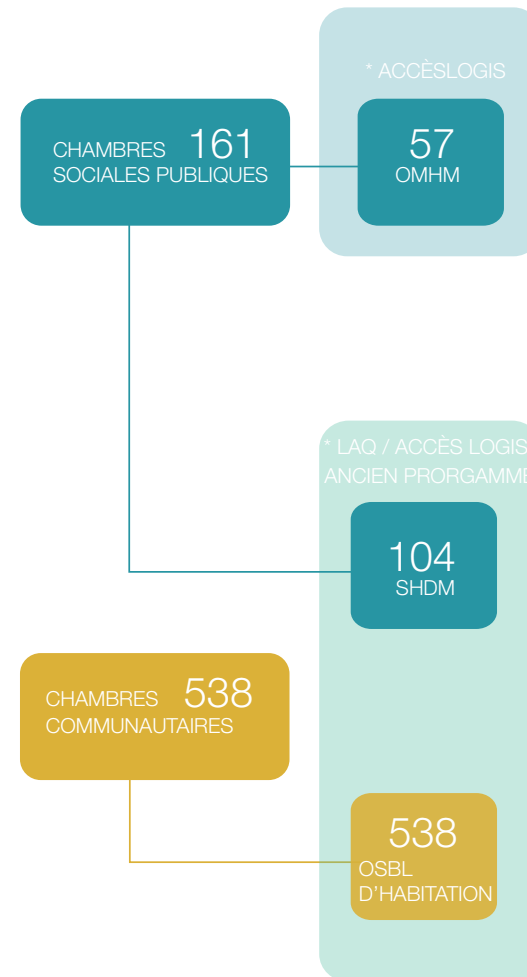 * ACCÈSLOGIS
CHAMBRES 161
SOCIALES PUBLIQUES
57
OMHM
* LAQ / ACCÈS LOGIS
ANCIEN PRORGAMME
104
SHDM
CHAMBRES 538
COMMUNAUTAIRES
538
OSBL
D’HABITATION